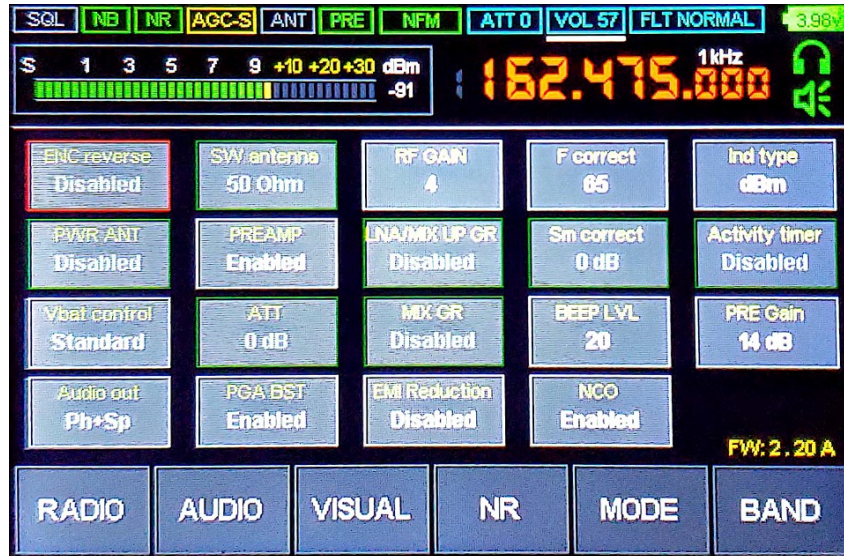 SQL NB NR AGC-S ANT PRE NFM ATT 0 VOL 57 FLT NORMAL 3.98v
S 1 3 5 7 9 +10 +20 +30 dBm
-91
1kHz
162.475.000
ENC reverse SW antenna RF GAIN F correct Ind type
Disabled 50 Ohm 4 65 dBm
PWR ANT PREAMP LNA/MIX UP GR Sm correct Activity timer
Disabled Enabled Disabled 0 dB Disabled
Vbat control ATT MIX GR BEEP LVL PRE Gain
Standard 0 dB Disabled 20 14 dB
Audio out PGA BST EMI Reduction NCO
Ph+Sp Enabled Disabled Enabled
FW: 2.20 A
RADIO AUDIO VISUAL NR MODE BAND